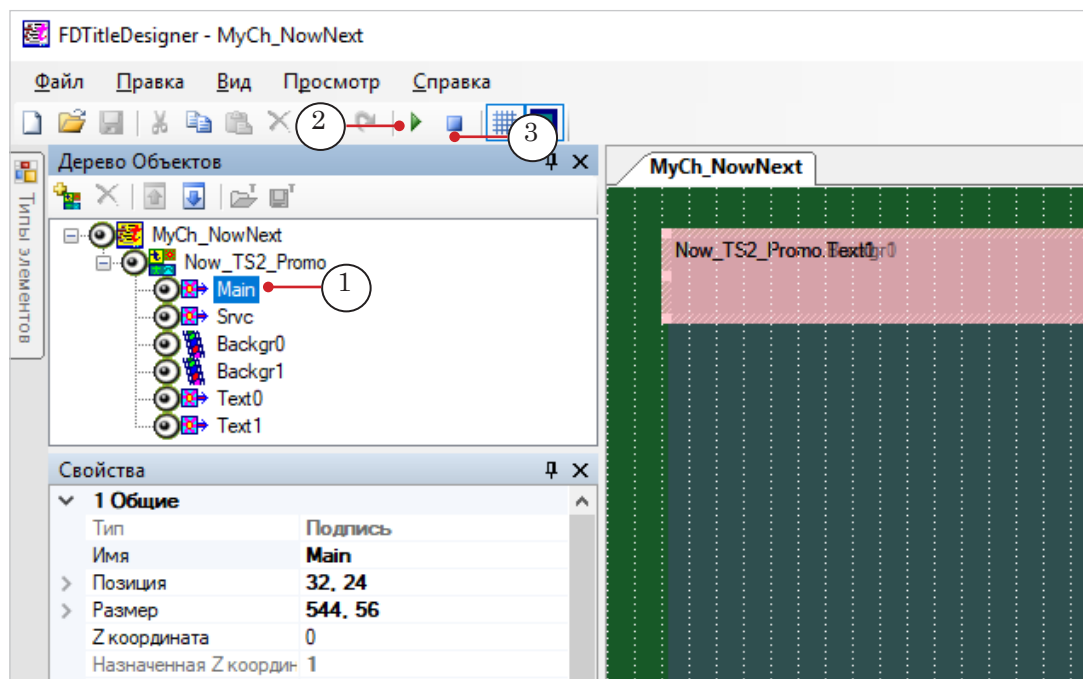 FDTitleDesigner - MyCh_NowNext
Файл Правка Вид Просмотр Справка
2
3
Дерево Объектов
MyCh_NowNext
Типы элементов
MyCh_NowNext
Now_TS2_Promo
Now_TS2_Promo.Text0
Main
1
Srvc
Backgr0
Backgr1
Text0
Text1
Свойства
1 Общие
Тип Подпись
Имя Main
Позиция 32, 24
Размер 544, 56
Z координата 0
Назначенная Z координ 1